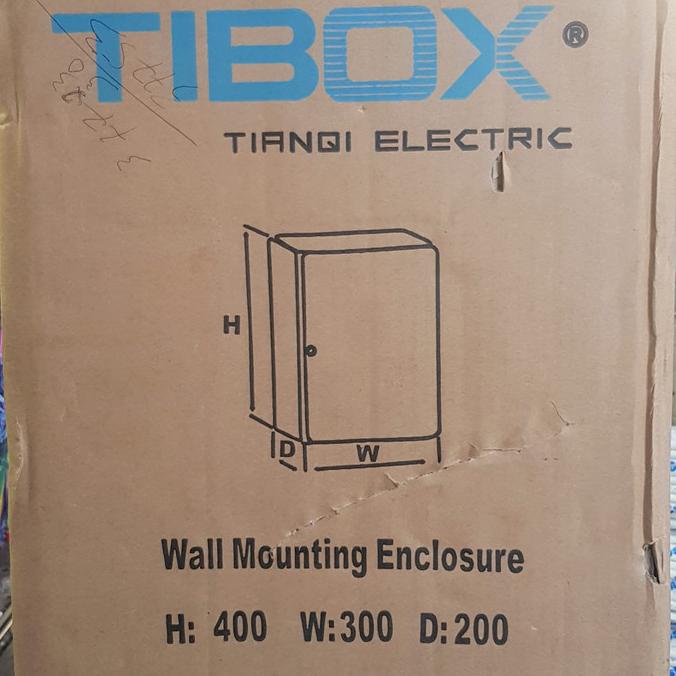 TIBOX®
TIANQI ELECTRIC
H
D
W
Wall Mounting Enclosure
H: 400 W:300 D:200